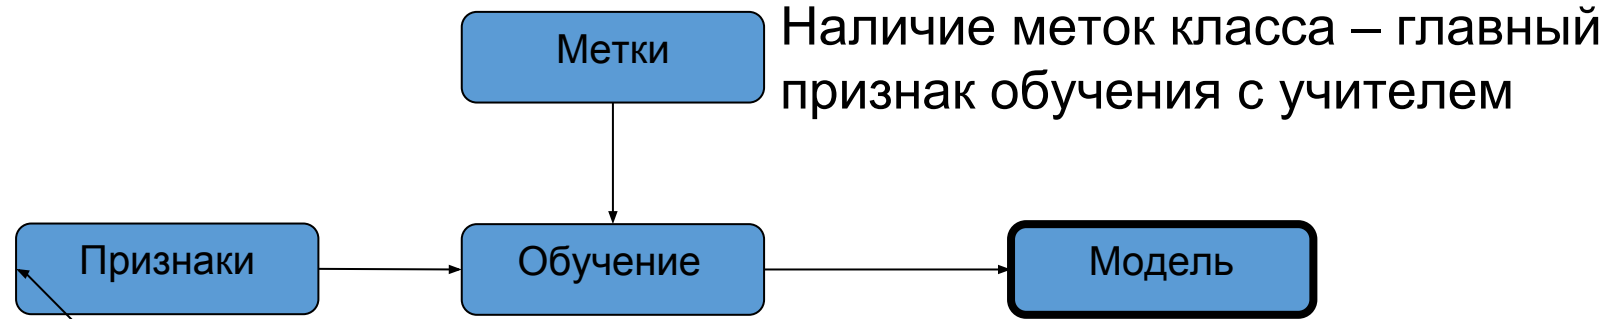 Метки
Наличие меток класса – главный
признак обучения с учителем
Признаки
Обучение
Модель